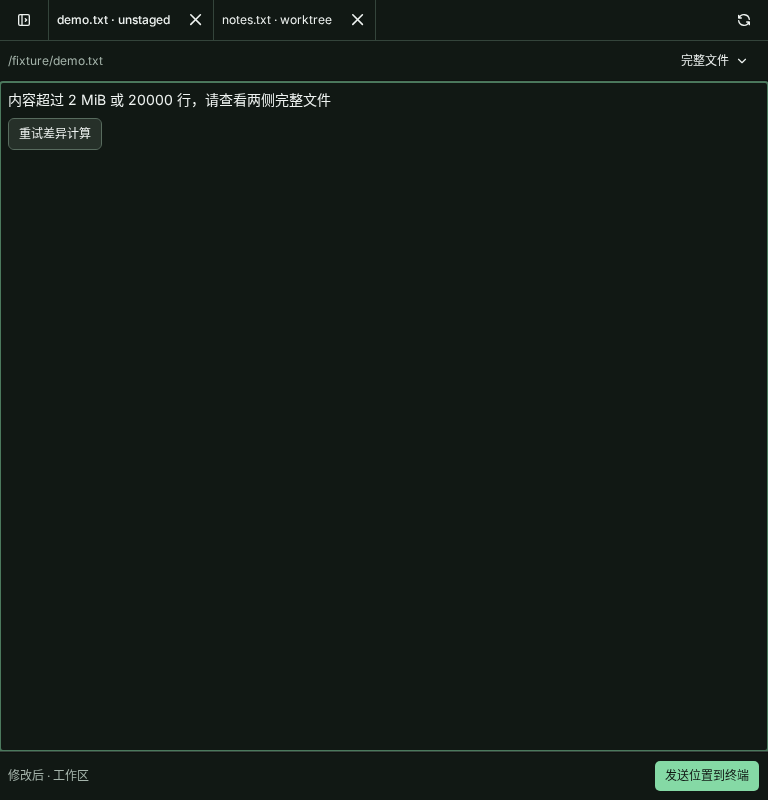 demo.txt · unstaged
notes.txt · worktree
/fixture/demo.txt
完整文件
内容超过 2 MiB 或 20000 行，请查看两侧完整文件
重试差异计算
修改后 · 工作区
发送位置到终端